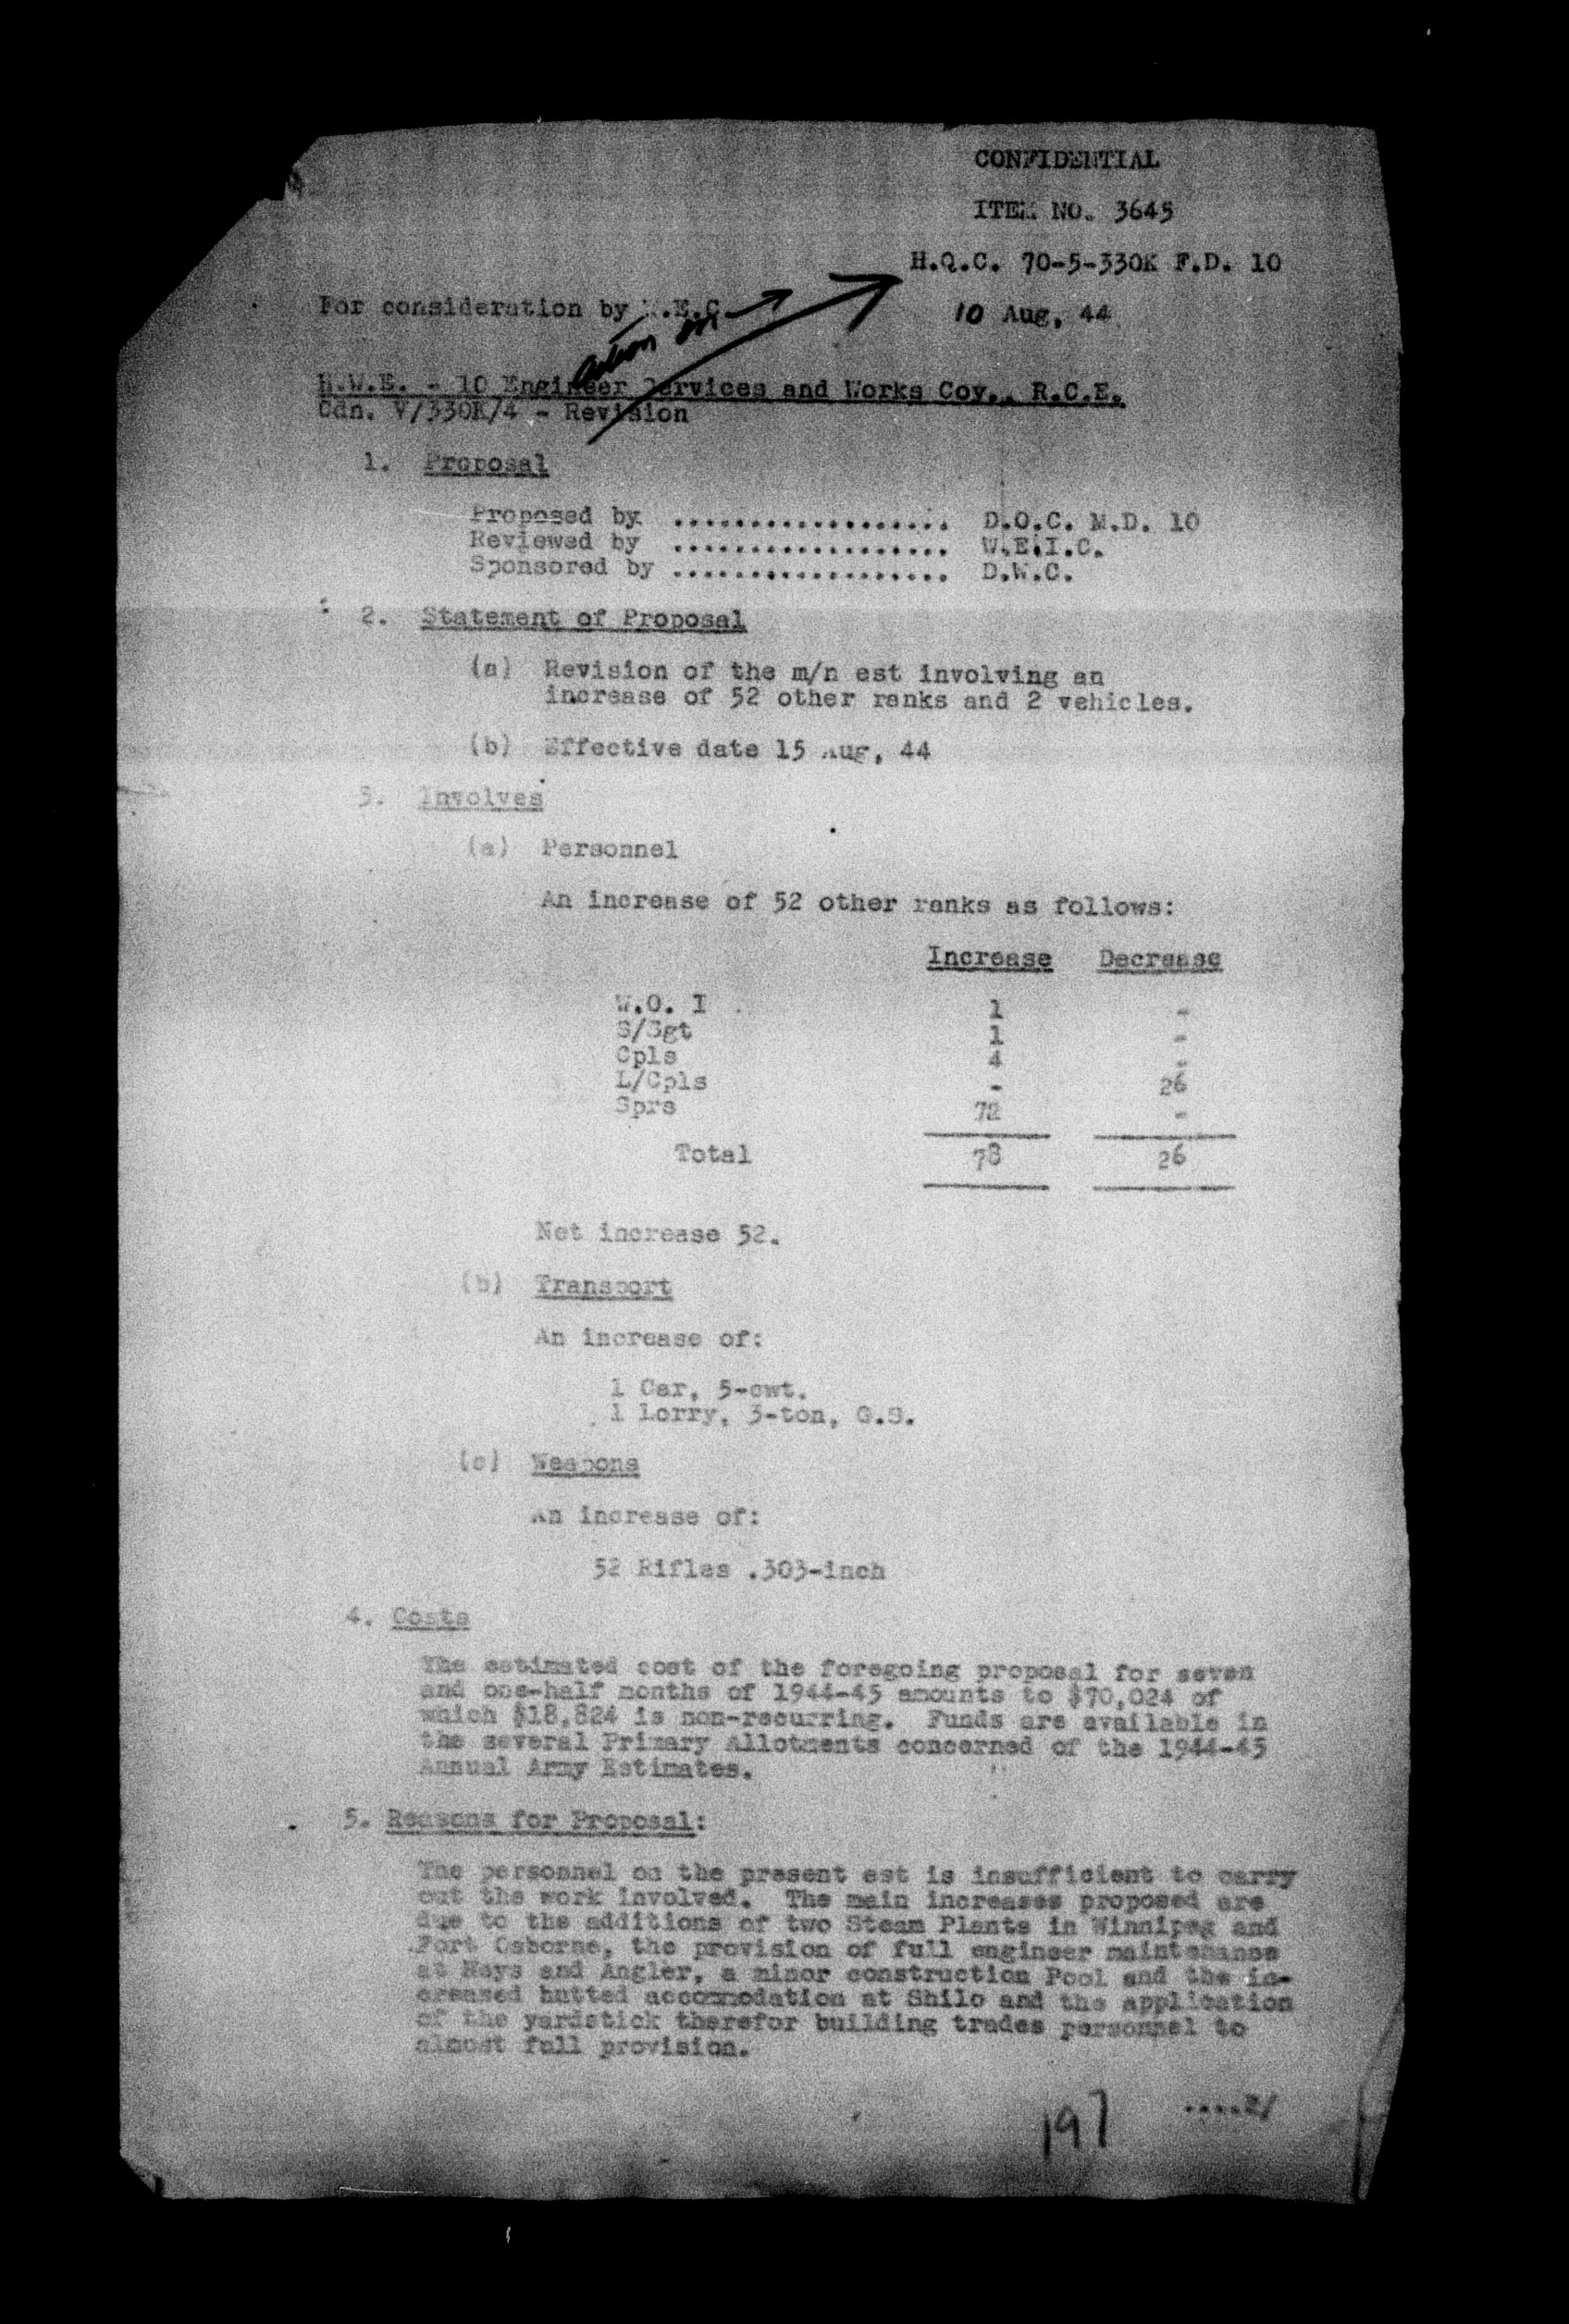 CONFIDENTIAL
ITEM NO. 3645
H.Q.C. 70-5-330K F.D. 10
For consideration by W.E.C.
10 Aug, 44
Action on
H.W.E. - 10 Engineer Services and Works Coy., R.C.E.
Cdn. V/330K/4 - Revision
1. Proposal
Proposed by .................. D.O.C. M.D. 10
Reviewed by .................. W.E.I.C.
Sponsored by .................. D.W.C.
2. Statement of Proposal
(a) Revision of the m/n est involving an
increase of 52 other ranks and 2 vehicles.
(b) Effective date 15 Aug, 44
3. Involves
(a) Personnel
An increase of 52 other ranks as follows:
Increase Decrease
W.O. I 1 -
S/Sgt 1 -
Cpls 4 -
L/Cpls - 26
Sprs 72 -
Total 78 26
Net increase 52.
(b) Transport
An increase of:
1 Car, 5-cwt.
1 Lorry, 3-ton, G.S.
(c) Weapons
An increase of:
52 Rifles .303-inch
4. Costs
The estimated cost of the foregoing proposal for seven
and one-half months of 1944-45 amounts to $70,024 of
which $18,824 is non-recurring. Funds are available in
the several Primary Allotments concerned of the 1944-45
Annual Army Estimates.
5. Reasons for Proposal:
The personnel on the present est is insufficient to carry
out the work involved. The main increases proposed are
due to the additions of two Steam Plants in Winnipeg and
Fort Osborne, the provision of full engineer maintenance
at Neys and Angler, a minor construction Pool and the in-
creased hutted accommodation at Shilo and the application
of the yardstick therefor building trades personnel to
almost full provision.
....2/
197